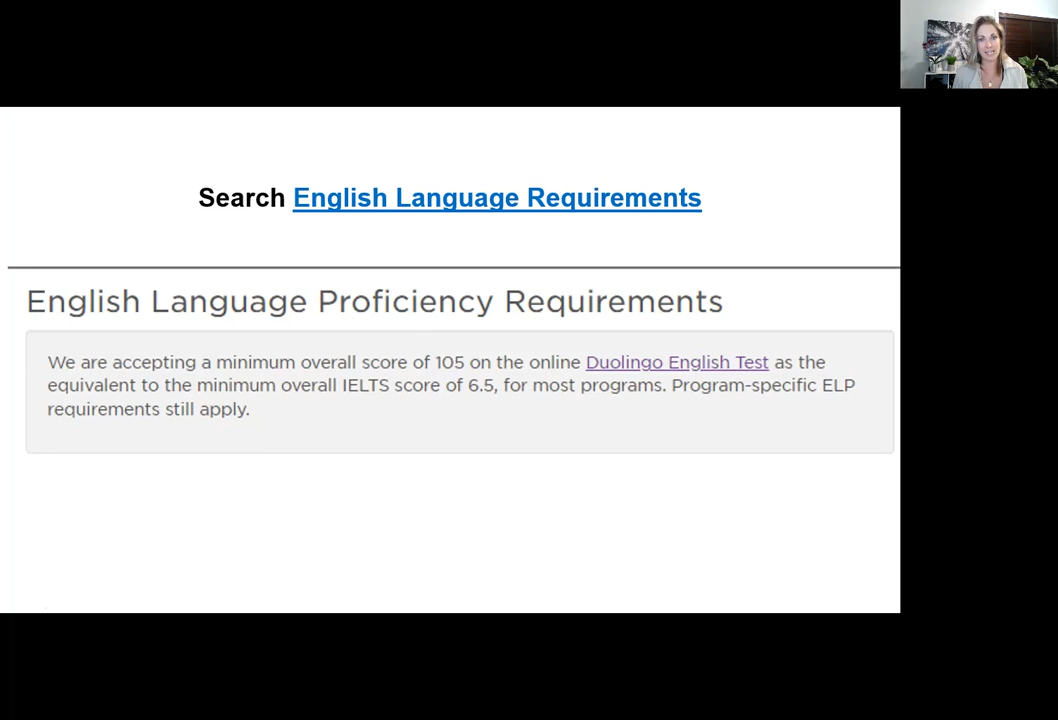 Search English Language Requirements
English Language Proficiency Requirements
We are accepting a minimum overall score of 105 on the online Duolingo English Test as the
equivalent to the minimum overall IELTS score of 6.5, for most programs. Program-specific ELP
requirements still apply.